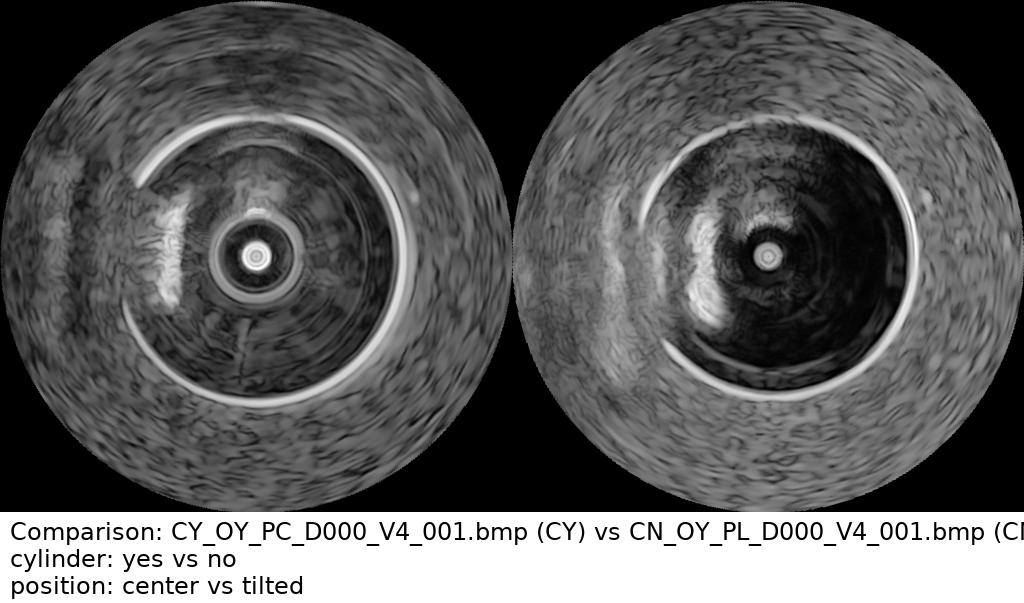 Comparison: CY_OY_PC_D000_V4_001.bmp (CY) vs CN_OY_PL_D000_V4_001.bmp (CN
cylinder: yes vs no
position: center vs tilted